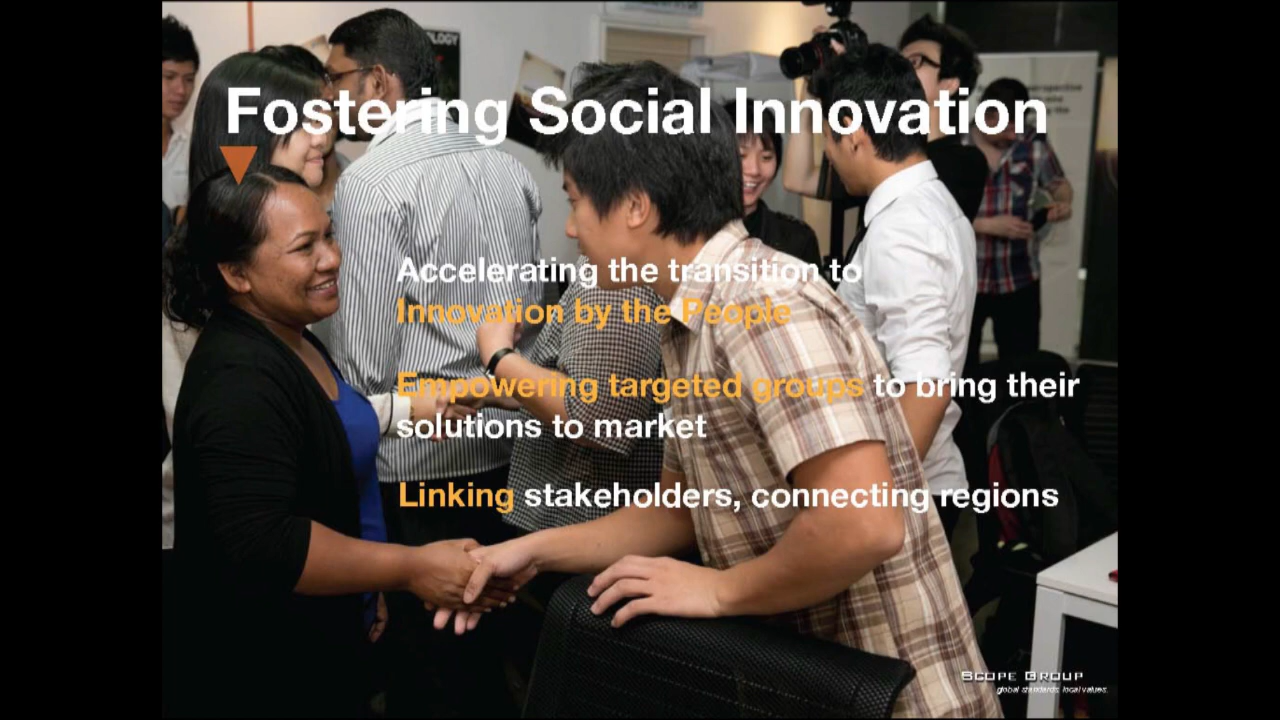 OLOGY
Fostering Social Innovation
Accelerating the transition to
Innovation by the People
Empowering targeted groups to bring their
solutions to market
Linking stakeholders, connecting regions
SCOPE GROUP
global standards. local values.